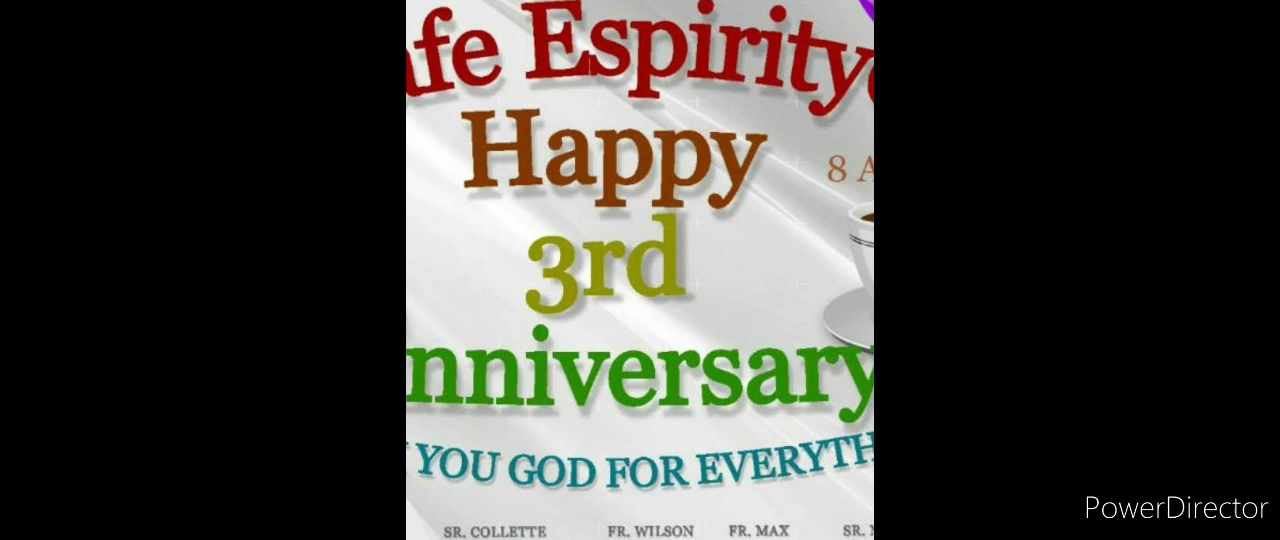 afe Espirity
Happy
8 A
3rd
nniversary
YOU GOD FOR EVERYTH
SR. COLLETTE FR. WILSON FR. MAX SR.
PowerDirector